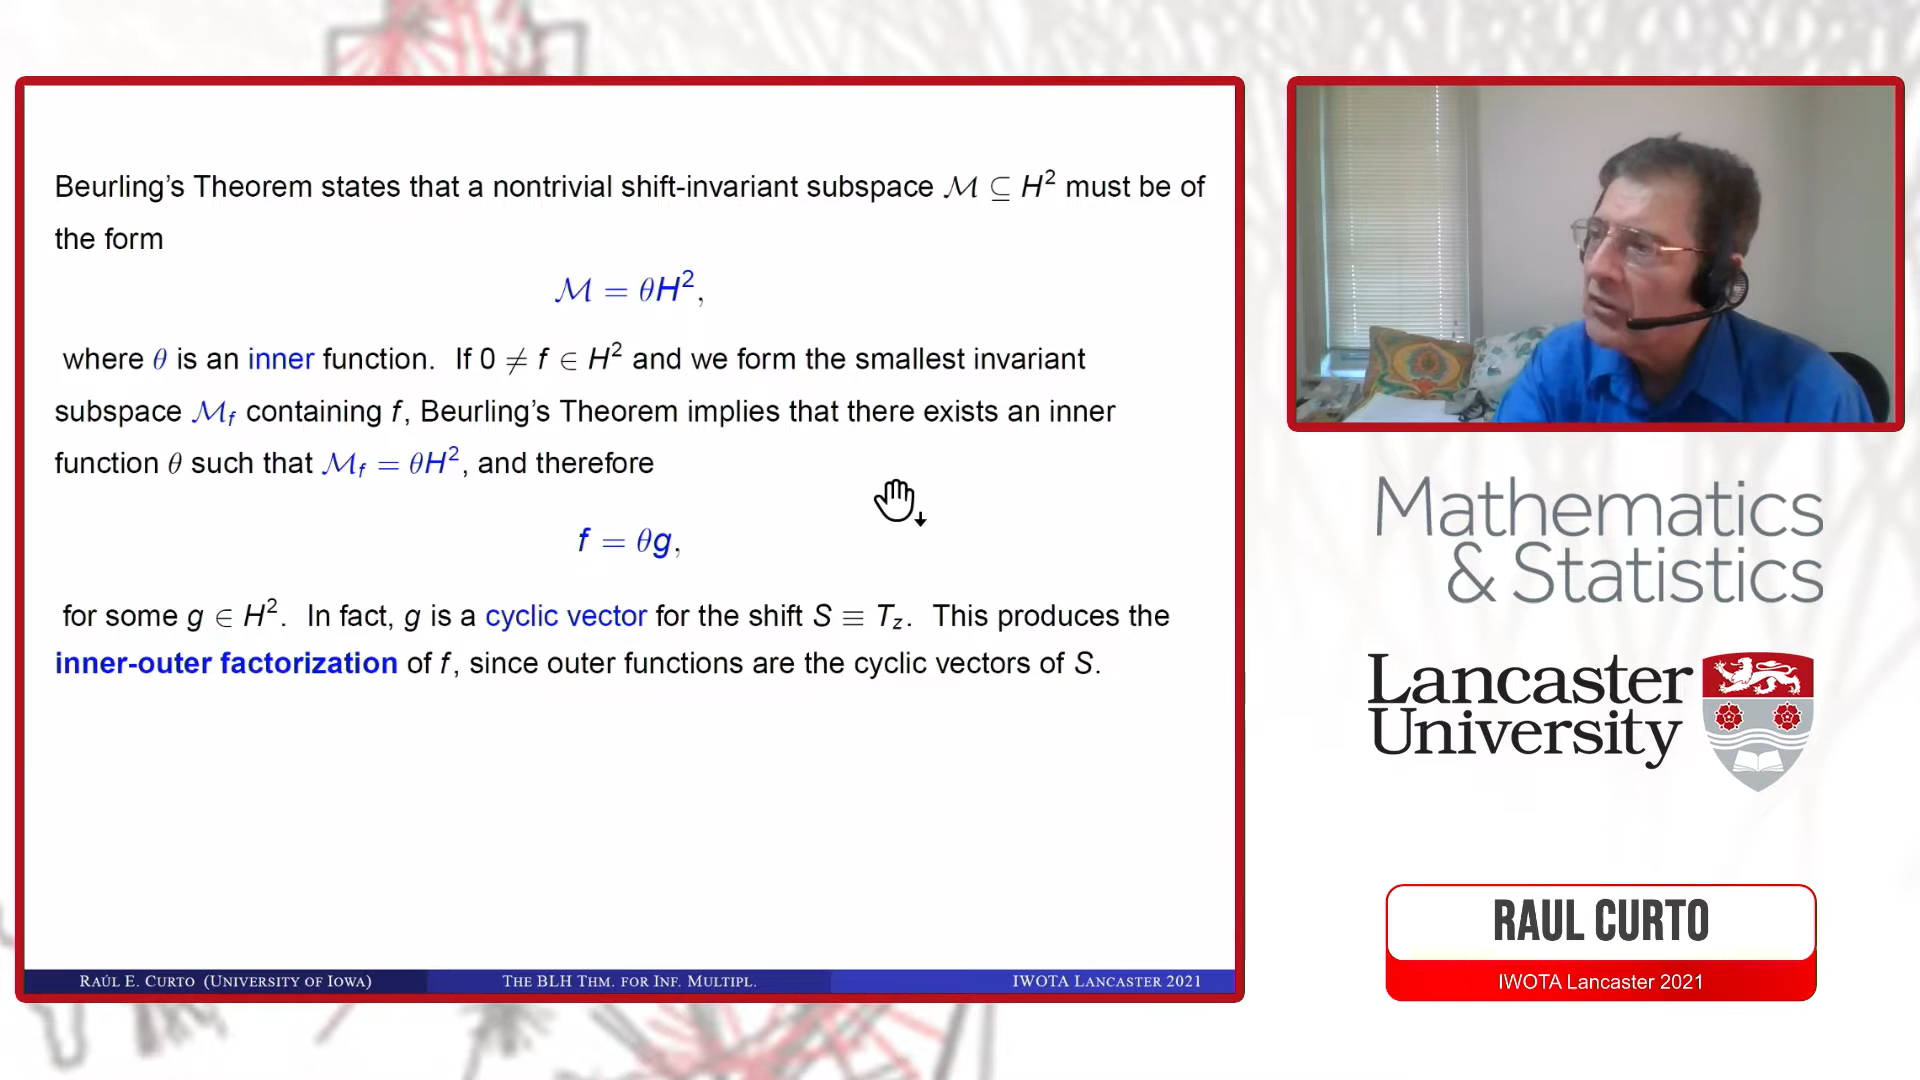 Beurling's Theorem states that a nontrivial shift-invariant subspace ℳ ⊆ H² must be of
the form
ℳ = θH²,
where θ is an inner function. If 0 ≠ f ∈ H² and we form the smallest invariant
subspace ℳ_f containing f, Beurling's Theorem implies that there exists an inner
function θ such that ℳ_f = θH², and therefore
f = θg,
for some g ∈ H². In fact, g is a cyclic vector for the shift S ≡ T_z. This produces the
inner-outer factorization of f, since outer functions are the cyclic vectors of S.
RAÚL E. CURTO (UNIVERSITY OF IOWA)
THE BLH THM. FOR INF. MULTIPL.
IWOTA LANCASTER 2021
Mathematics
& Statistics
Lancaster
University
RAUL CURTO
IWOTA Lancaster 2021